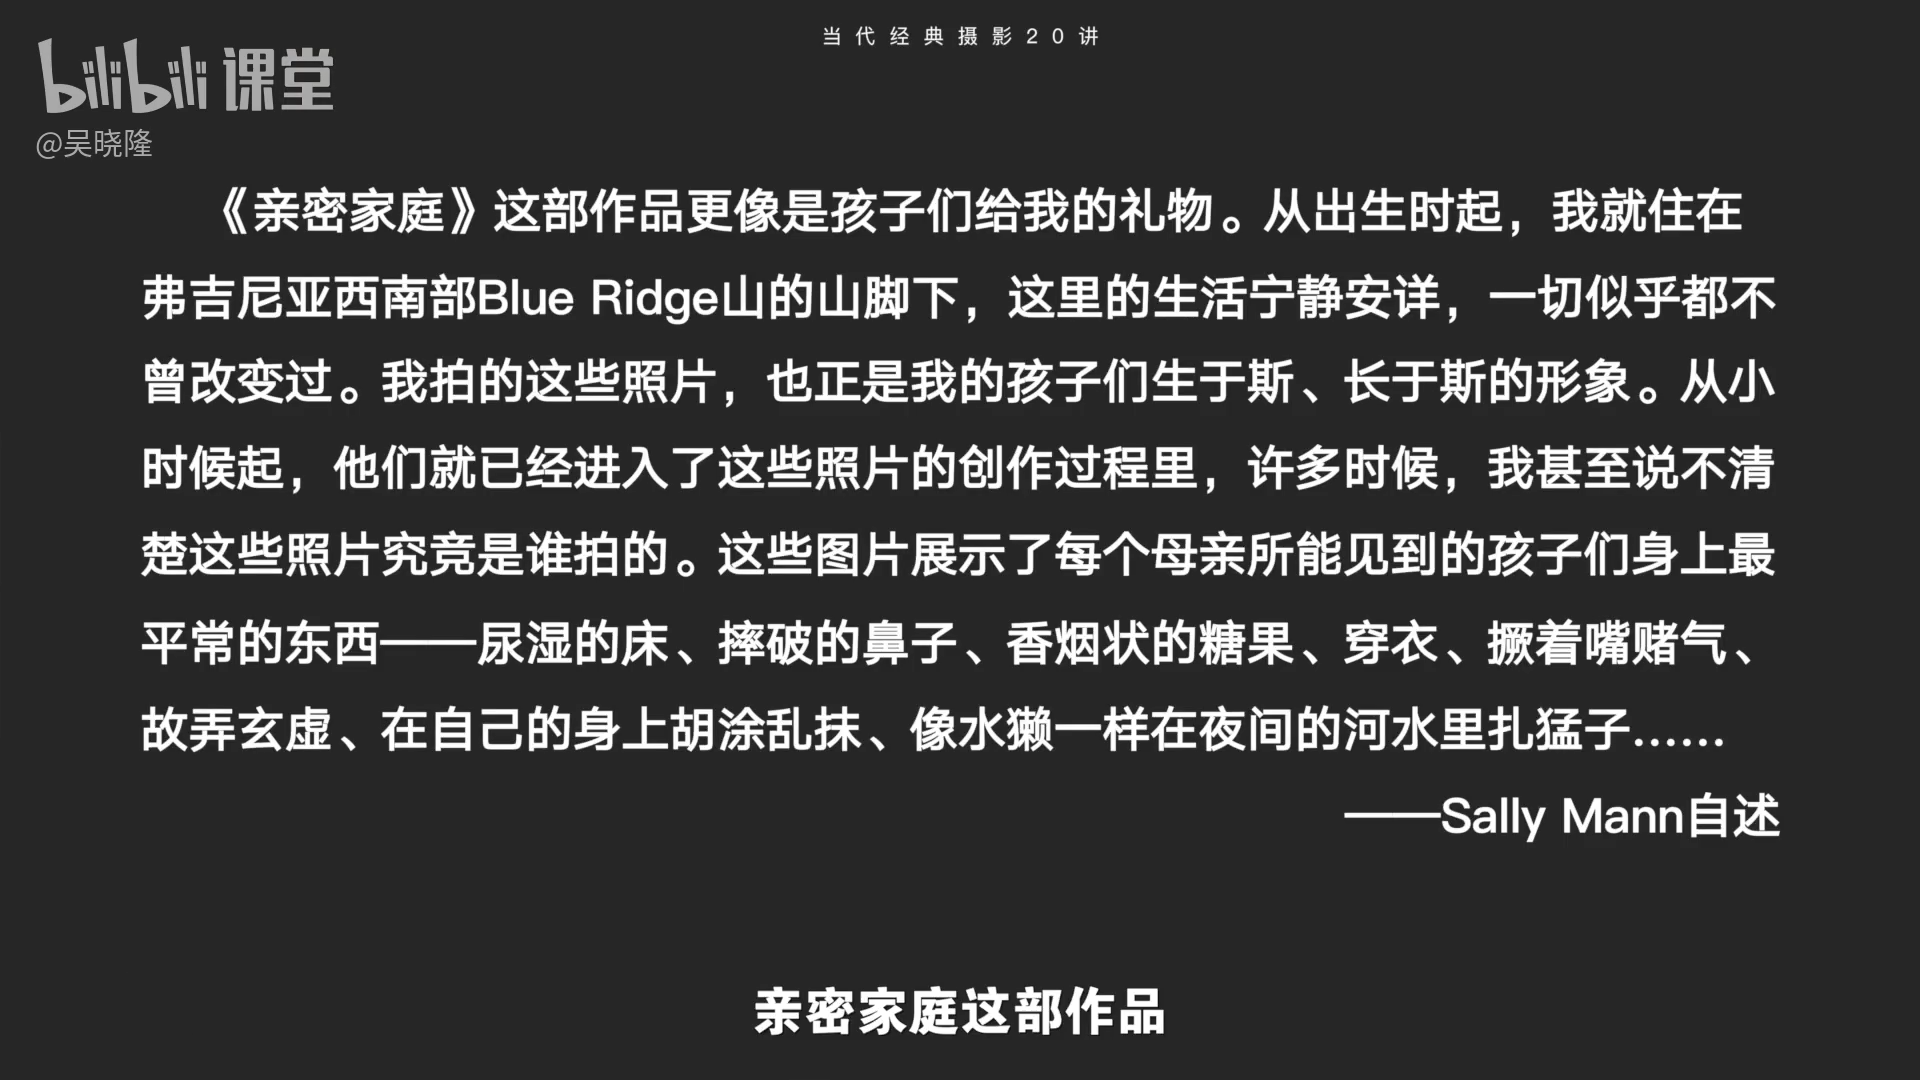 当代经典摄影20讲
bilibili课堂
@吴晓隆
《亲密家庭》这部作品更像是孩子们给我的礼物。从出生时起，我就住在
弗吉尼亚西南部Blue Ridge山的山脚下，这里的生活宁静安详，一切似乎都不
曾改变过。我拍的这些照片，也正是我的孩子们生于斯、长于斯的形象。从小
时候起，他们就已经进入了这些照片的创作过程里，许多时候，我甚至说不清
楚这些照片究竟是谁拍的。这些图片展示了每个母亲所能见到的孩子们身上最
平常的东西——尿湿的床、摔破的鼻子、香烟状的糖果、穿衣、撅着嘴赌气、
故弄玄虚、在自己的身上胡涂乱抹、像水獭一样在夜间的河水里扎猛子……
——Sally Mann自述
亲密家庭这部作品